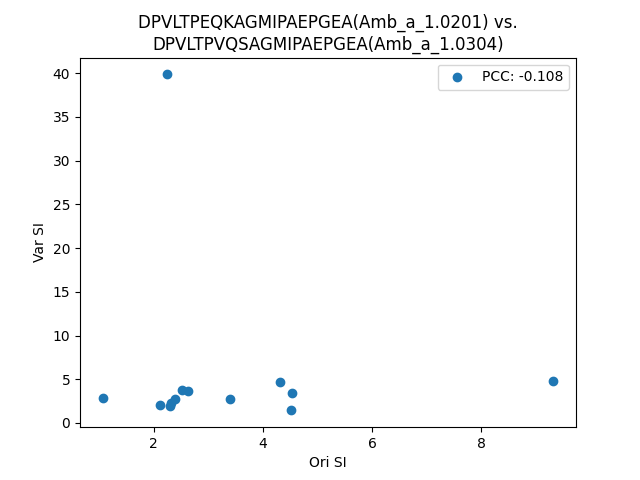 DPVLTPEQKAGMIPAEPGEA(Amb_a_1.0201) vs.
DPVLTPVQSAGMIPAEPGEA(Amb_a_1.0304)
PCC: -0.108
40
35
30
25
20
15
10
5
0
Var SI
2 4 6 8
Ori SI